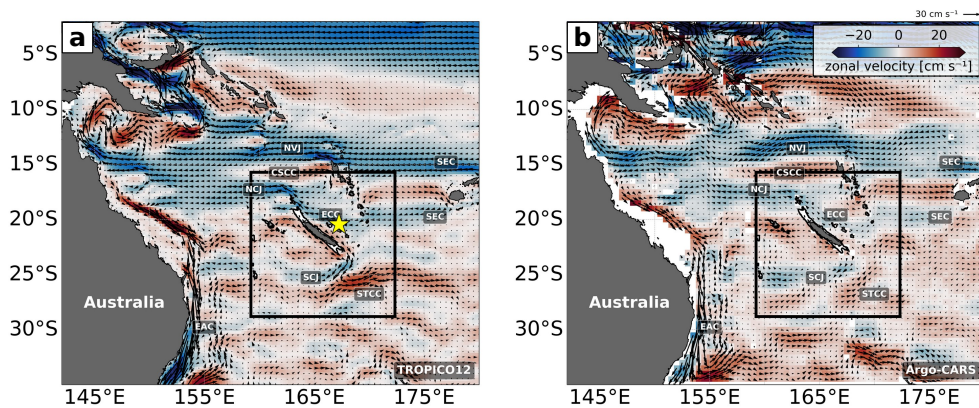 30 cm s⁻¹
a
b
−20 0 20
zonal velocity [cm s⁻¹]
5°S
10°S
15°S
20°S
25°S
30°S
NVJ
SEC
CSCC
NCJ
ECC
SEC
SCJ
STCC
EAC
Australia
TROPICO12
145°E 155°E 165°E 175°E
5°S
10°S
15°S
20°S
25°S
30°S
NVJ
SEC
CSCC
NCJ
ECC
SEC
SCJ
STCC
EAC
Australia
Argo-CARS
145°E 155°E 165°E 175°E